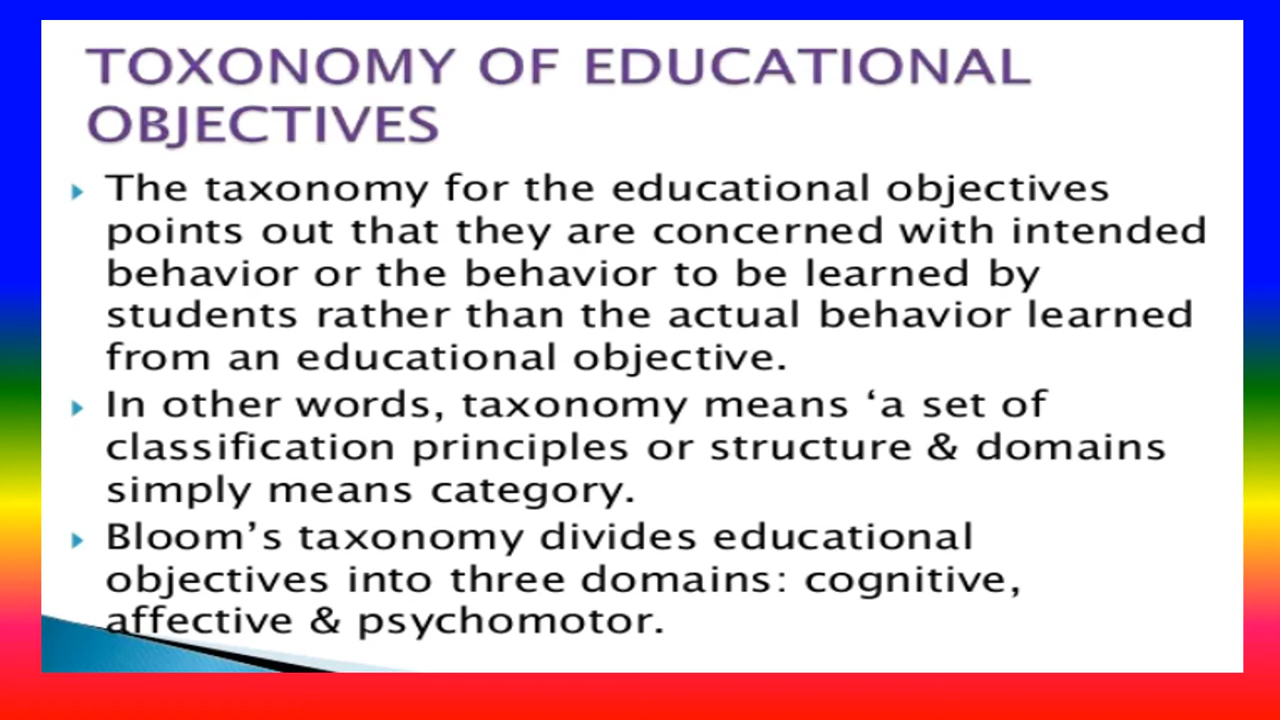 TOXONOMY OF EDUCATIONAL
OBJECTIVES
The taxonomy for the educational objectives
points out that they are concerned with intended
behavior or the behavior to be learned by
students rather than the actual behavior learned
from an educational objective.
In other words, taxonomy means ‘a set of
classification principles or structure & domains
simply means category.
Bloom’s taxonomy divides educational
objectives into three domains: cognitive,
affective & psychomotor.